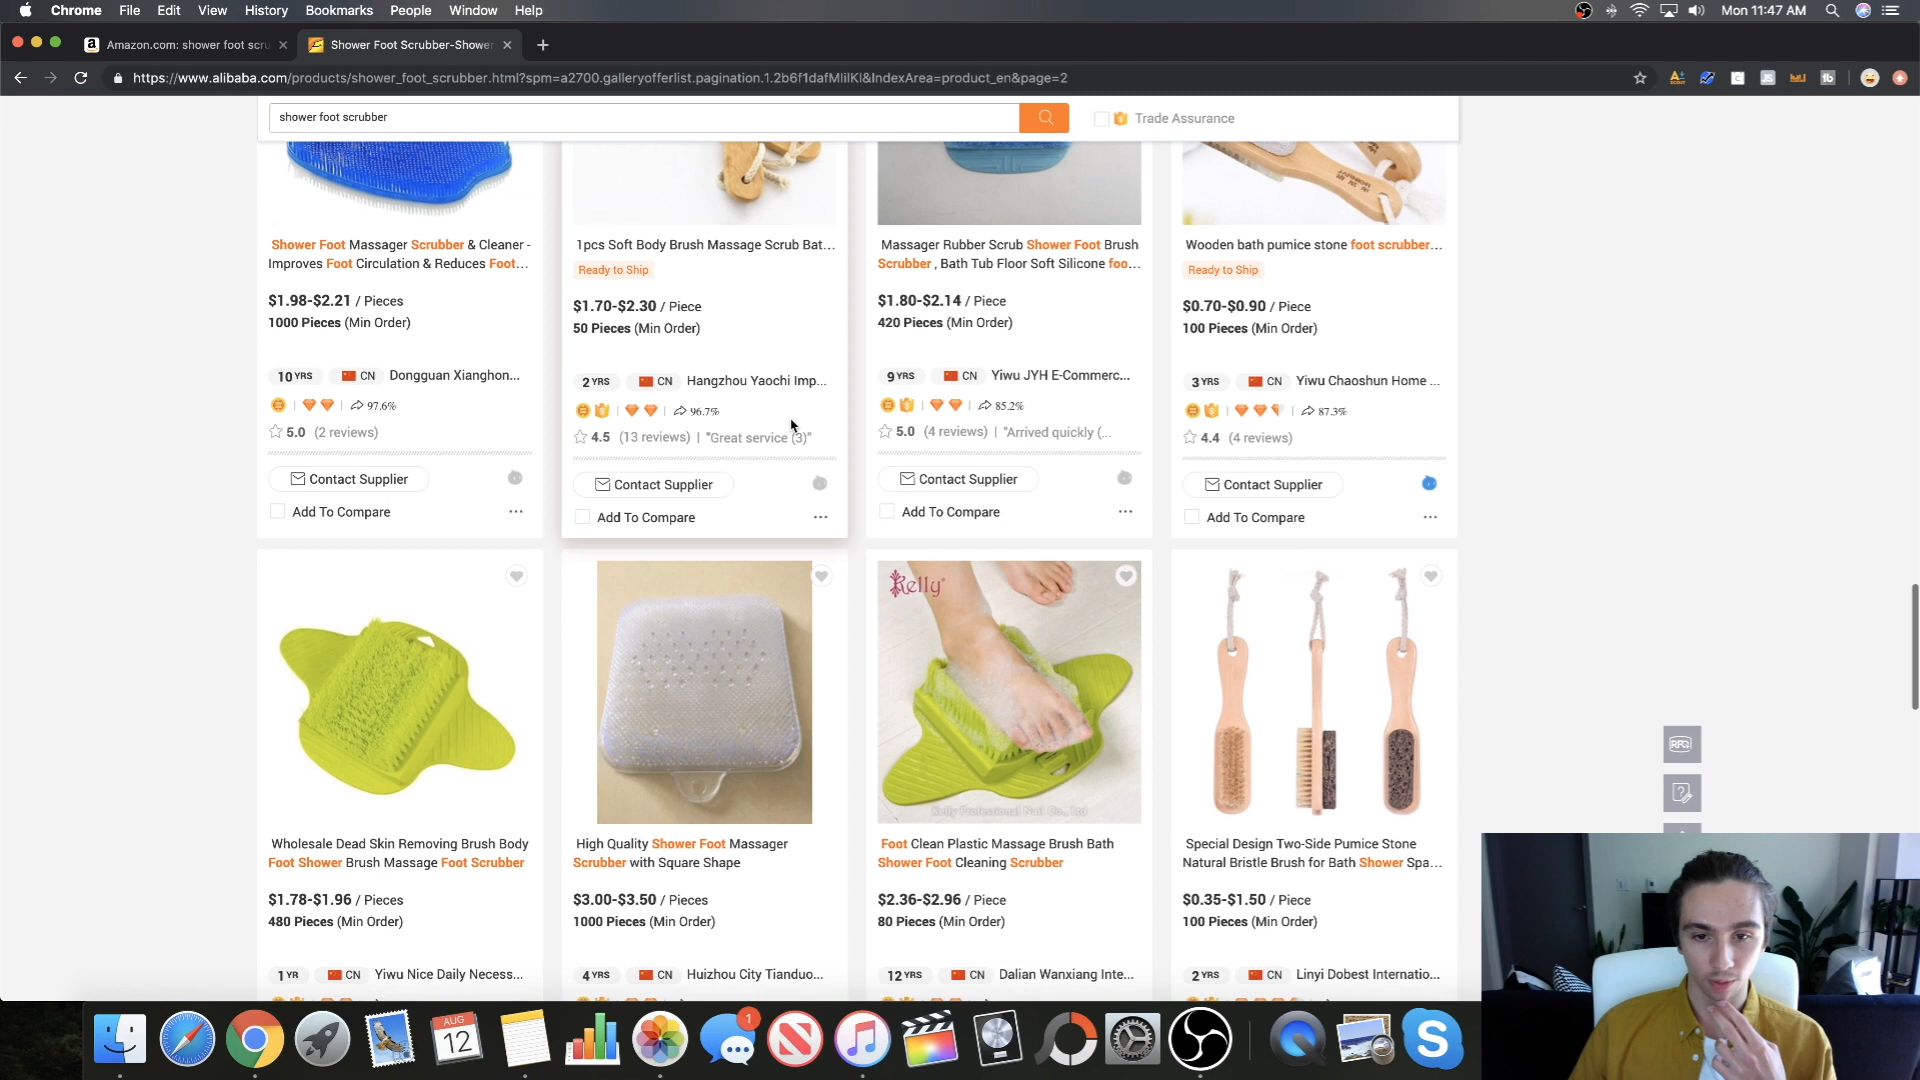 Chrome File Edit View History Bookmarks People Window Help
Mon 11:47 AM
Amazon.com: shower foot scru
Shower Foot Scrubber-Shower
https://www.alibaba.com/products/shower_foot_scrubber.html?spm=a2700.galleryofferlist.pagination.1.2b6f1dafMlilKl&IndexArea=product_en&page=2
shower foot scrubber
Trade Assurance
Shower Foot Massager Scrubber & Cleaner -
Improves Foot Circulation & Reduces Foot...
$1.98-$2.21 / Pieces
1000 Pieces (Min Order)
10 YRS CN Dongguan Xianghon...
97.6%
5.0 (2 reviews)
Contact Supplier
Add To Compare
1pcs Soft Body Brush Massage Scrub Bat...
Ready to Ship
$1.70-$2.30 / Piece
50 Pieces (Min Order)
2 YRS CN Hangzhou Yaochi Imp...
96.7%
4.5 (13 reviews) | "Great service (3)"
Contact Supplier
Add To Compare
Massager Rubber Scrub Shower Foot Brush
Scrubber , Bath Tub Floor Soft Silicone foo...
$1.80-$2.14 / Piece
420 Pieces (Min Order)
9 YRS CN Yiwu JYH E-Commerc...
85.2%
5.0 (4 reviews) | "Arrived quickly (...
Contact Supplier
Add To Compare
Wooden bath pumice stone foot scrubber...
Ready to Ship
$0.70-$0.90 / Piece
100 Pieces (Min Order)
3 YRS CN Yiwu Chaoshun Home ...
87.3%
4.4 (4 reviews)
Contact Supplier
Add To Compare
Wholesale Dead Skin Removing Brush Body
Foot Shower Brush Massage Foot Scrubber
$1.78-$1.96 / Pieces
480 Pieces (Min Order)
1 YR CN Yiwu Nice Daily Necess...
High Quality Shower Foot Massager
Scrubber with Square Shape
$3.00-$3.50 / Pieces
1000 Pieces (Min Order)
4 YRS CN Huizhou City Tianduo...
Kelly
Kelly Professional Nail Co., Ltd
Foot Clean Plastic Massage Brush Bath
Shower Foot Cleaning Scrubber
$2.36-$2.96 / Piece
80 Pieces (Min Order)
12 YRS CN Dalian Wanxiang Inte...
Special Design Two-Side Pumice Stone
Natural Bristle Brush for Bath Shower Spa...
$0.35-$1.50 / Piece
100 Pieces (Min Order)
2 YRS CN Linyi Dobest Internatio...
RFQ
AUG
12
1